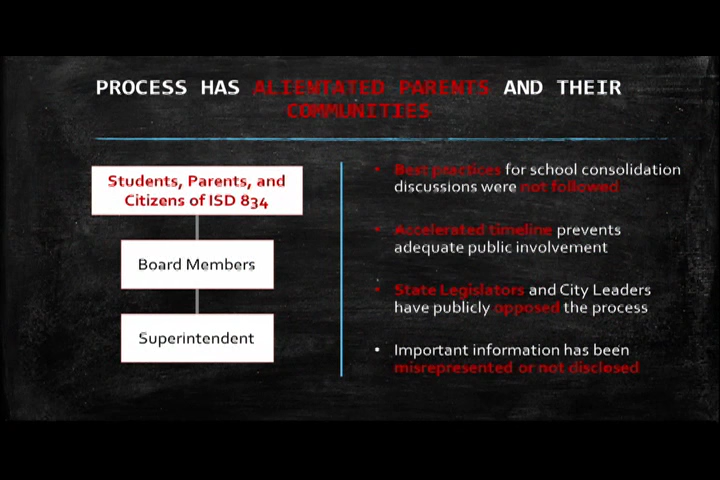 PROCESS HAS ALIENTATED PARENTS AND THEIR
COMMUNITIES
Students, Parents, and
Citizens of ISD 834
Board Members
Superintendent
• Best practices for school consolidation
discussions were not followed
• Accelerated timeline prevents
adequate public involvement
• State Legislators and City Leaders
have publicly opposed the process
• Important information has been
misrepresented or not disclosed